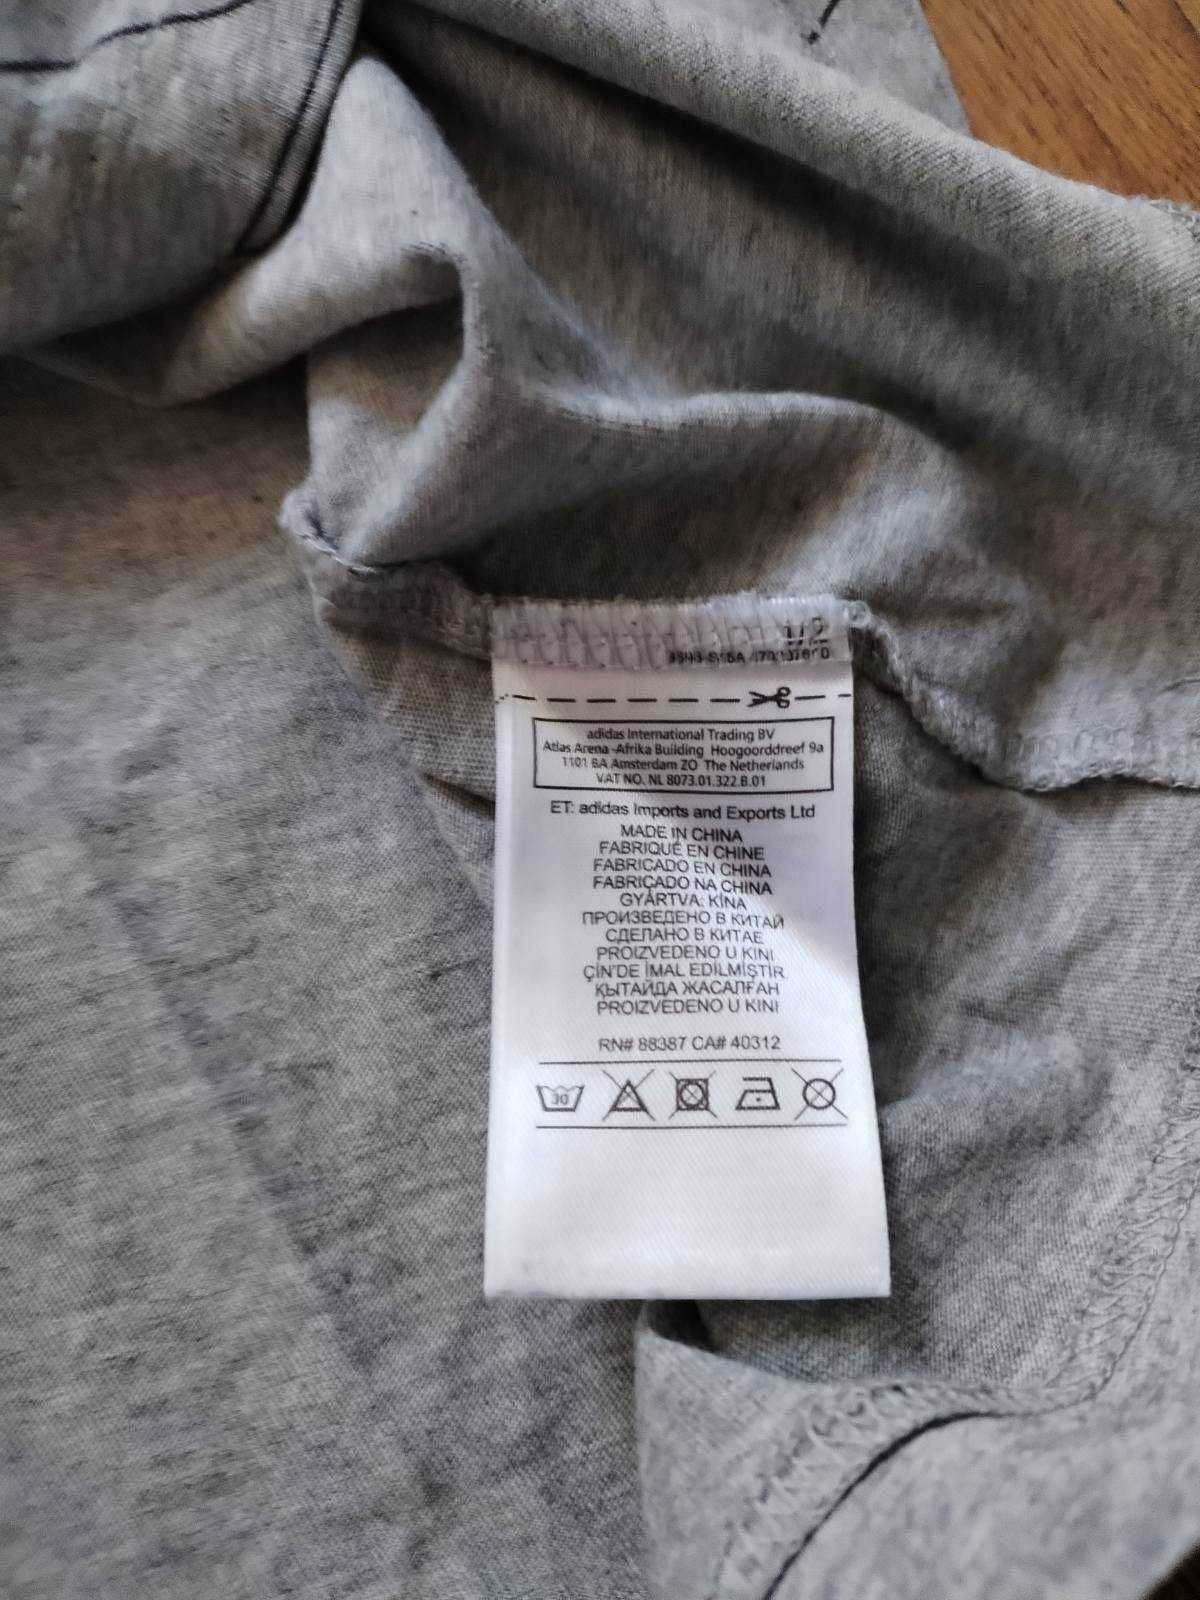 1/2
adidas International Trading BV
Atlas Arena -Afrika Building Hoogoorddreef 9a
1101 BA Amsterdam ZO The Netherlands
VAT NO. NL 8073.01.322.B.01
ET: adidas Imports and Exports Ltd
MADE IN CHINA
FABRIQUÉ EN CHINE
FABRICADO EN CHINA
FABRICADO NA CHINA
GYÁRTVA: KÍNA
ПРОИЗВЕДЕНО В КИТАЙ
СДЕЛАНО В КИТАЕ
PROIZVEDENO U KINI
ÇİN'DE İMAL EDİLMİŞTİR
ҚЫТАЙДА ЖАСАЛҒАН
PROIZVEDENO U KINI
RN# 88387 CA# 40312
30